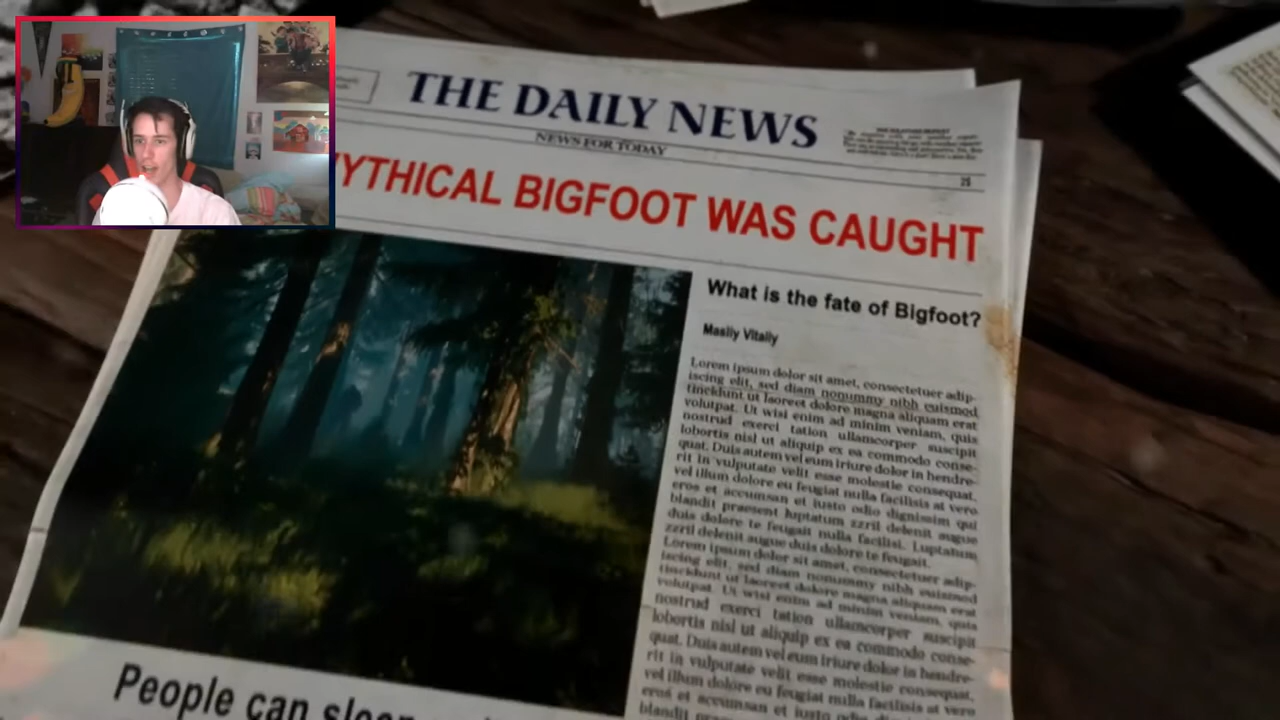 THE DAILY NEWS
NEWS FOR TODAY
25
MYTHICAL BIGFOOT WAS CAUGHT
What is the fate of Bigfoot?
Masliy Vitaliy
Lorem ipsum dolor sit amet, consectetuer adip-
iscing elit, sed diam nonummy nibh euismod
tincidunt ut laoreet dolore magna aliquam erat
volutpat. Ut wisi enim ad minim veniam, quis
nostrud exerci tation ullamcorper suscipit
lobortis nisl ut aliquip ex ea commodo conse-
quat. Duis autem vel eum iriure dolor in hendre-
rit in vulputate velit esse molestie consequat,
vel illum dolore eu feugiat nulla facilisis at vero
eros et accumsan et iusto odio dignissim qui
blandit praesent luptatum zzril delenit augue
duis dolore te feugait nulla facilisi. Luptatum
zzril delenit augue duis dolore te feugait.
Lorem ipsum dolor sit amet, consectetuer adip-
iscing elit, sed diam nonummy nibh euismod
tincidunt ut laoreet dolore magna aliquam erat
volutpat. Ut wisi enim ad minim veniam, quis
nostrud exerci tation ullamcorper suscipit
lobortis nisl ut aliquip ex ea commodo conse-
quat. Duis autem vel eum iriure dolor in hendre-
rit in vulputate velit esse molestie consequat,
vel illum dolore eu feugiat nulla facilisis at vero
eros et accumsan et iusto odio dignissim qui
blandit
People can